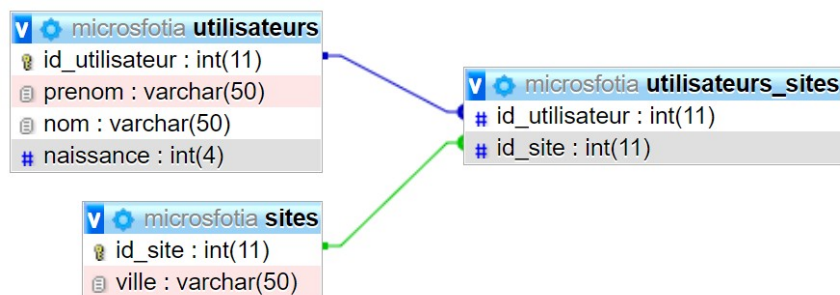 v microsfotia utilisateurs
id_utilisateur : int(11)
prenom : varchar(50)
nom : varchar(50)
# naissance : int(4)
v microsfotia utilisateurs_sites
# id_utilisateur : int(11)
# id_site : int(11)
v microsfotia sites
id_site : int(11)
ville : varchar(50)